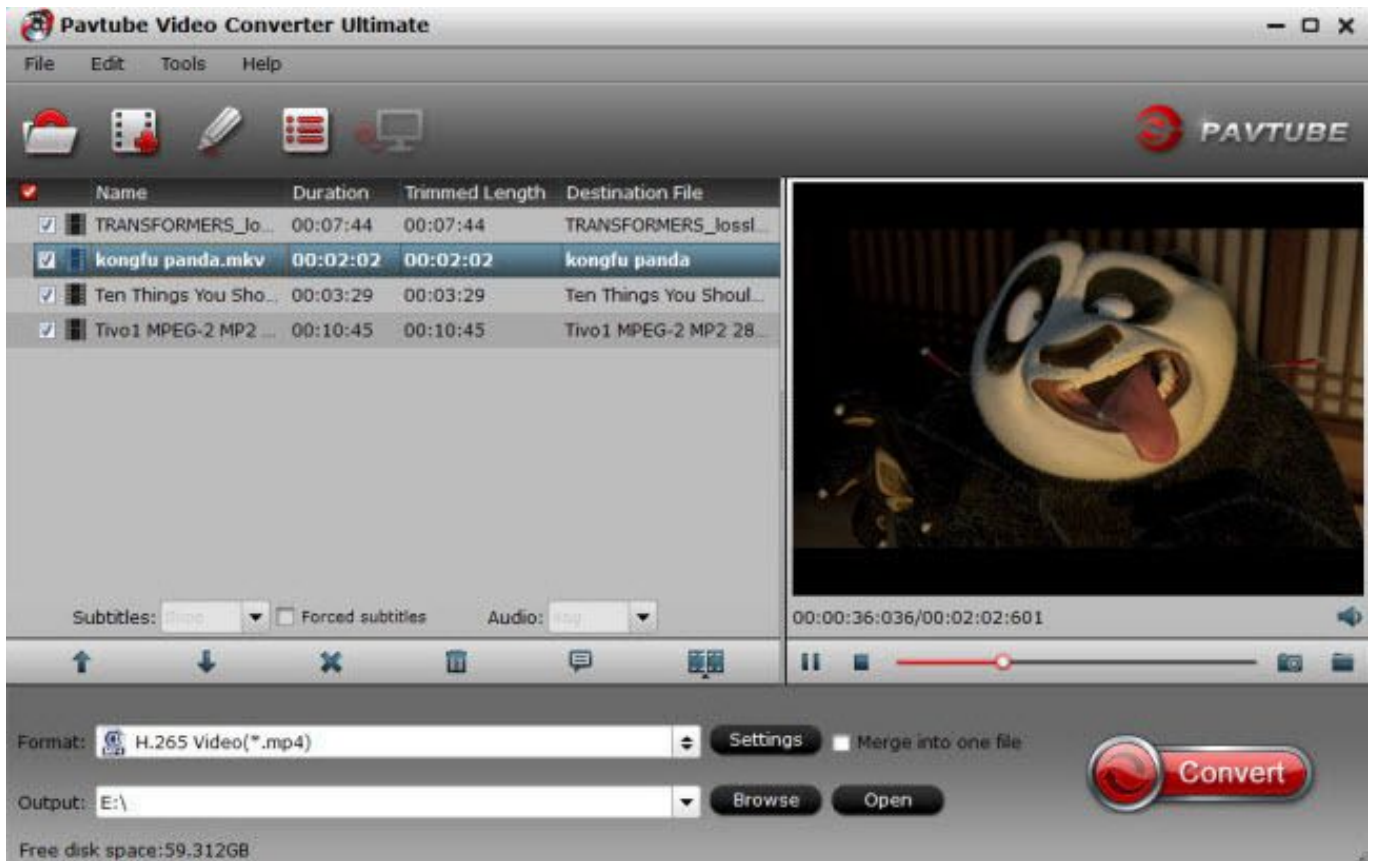 Pavtube Video Converter Ultimate
File Edit Tools Help
PAVTUBE
Name Duration Trimmed Length Destination File
TRANSFORMERS_lo... 00:07:44 00:07:44 TRANSFORMERS_lossl...
kongfu panda.mkv 00:02:02 00:02:02 kongfu panda
Ten Things You Sho... 00:03:29 00:03:29 Ten Things You Shoul...
Tivo1 MPEG-2 MP2 ... 00:10:45 00:10:45 Tivo1 MPEG-2 MP2 28...
Subtitles: Forced subtitles Audio:
00:00:36:036/00:02:02:601
Format: H.265 Video(*.mp4) Settings Merge into one file
Convert
Output: E:\ Browse Open
Free disk space:59.312GB